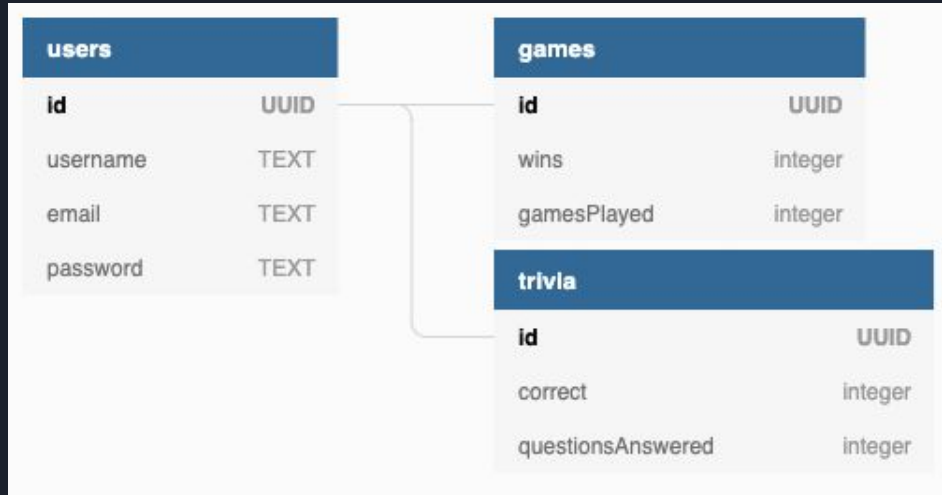 users
id UUID
username TEXT
email TEXT
password TEXT
games
id UUID
wins integer
gamesPlayed integer
trivia
id UUID
correct integer
questionsAnswered integer